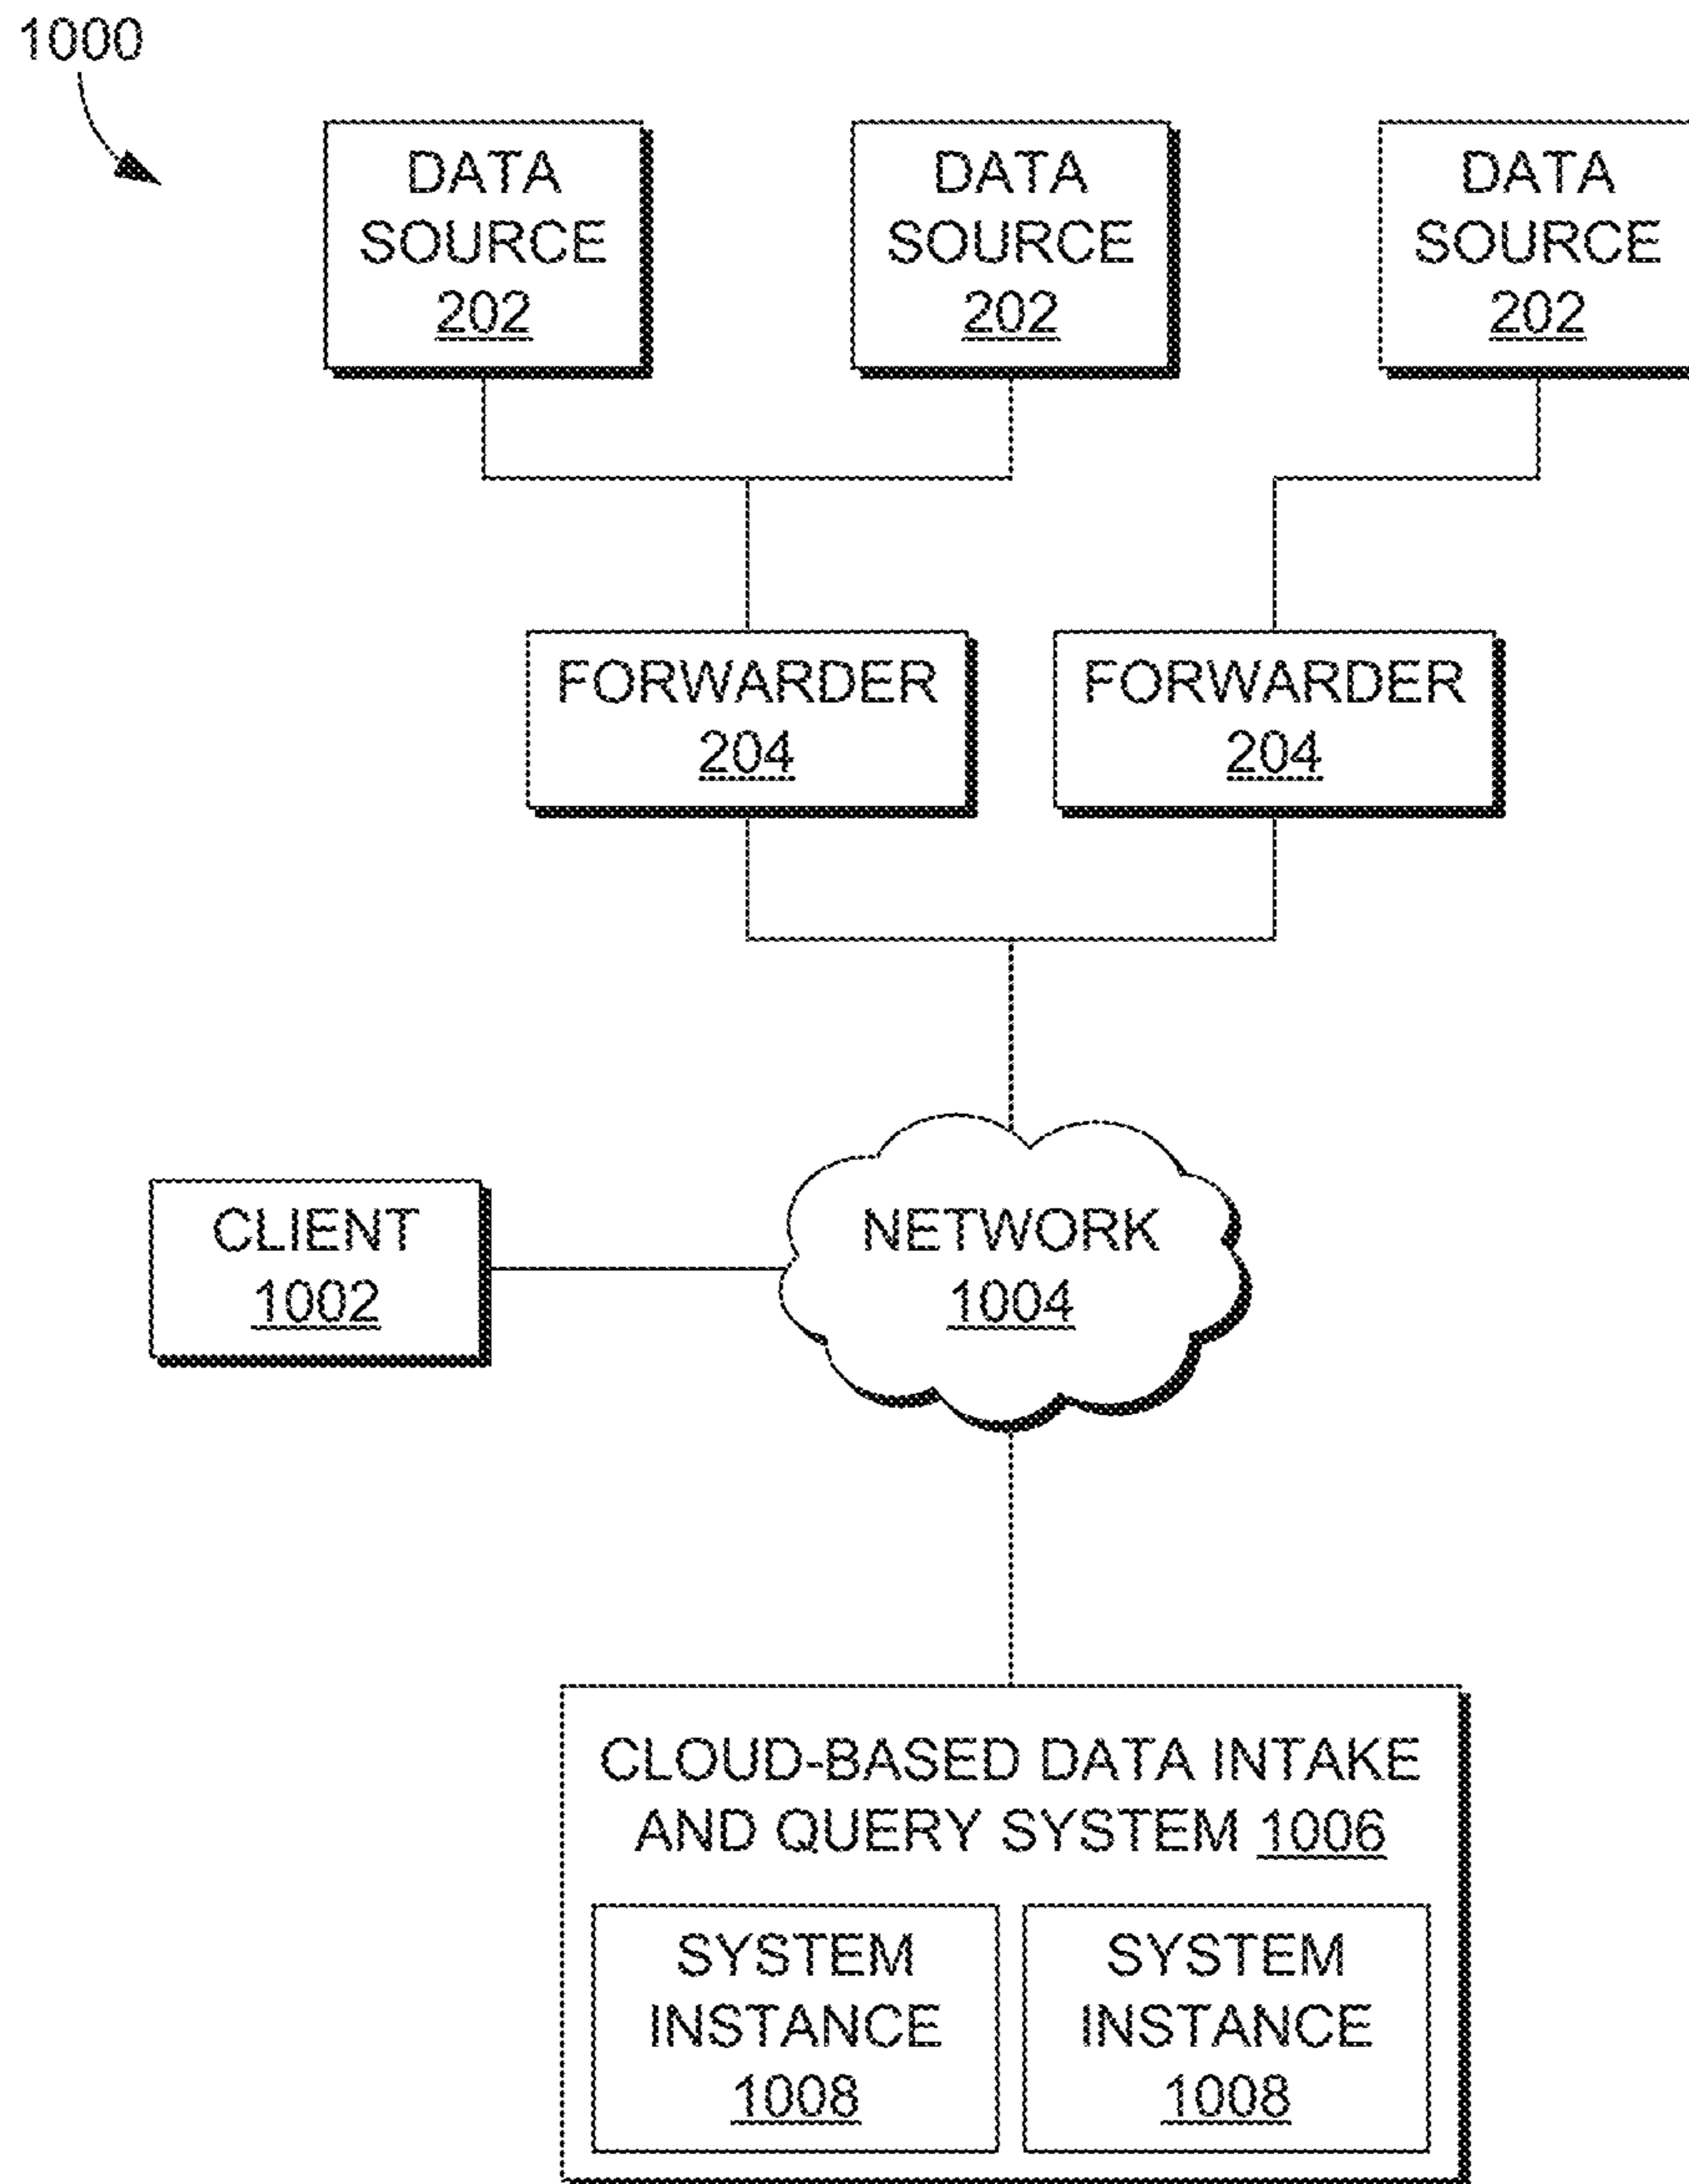 1000
DATA
SOURCE
202
DATA
SOURCE
202
DATA
SOURCE
202
FORWARDER
204
FORWARDER
204
CLIENT
1002
NETWORK
1004
CLOUD-BASED DATA INTAKE
AND QUERY SYSTEM 1006
SYSTEM
INSTANCE
1008
SYSTEM
INSTANCE
1008